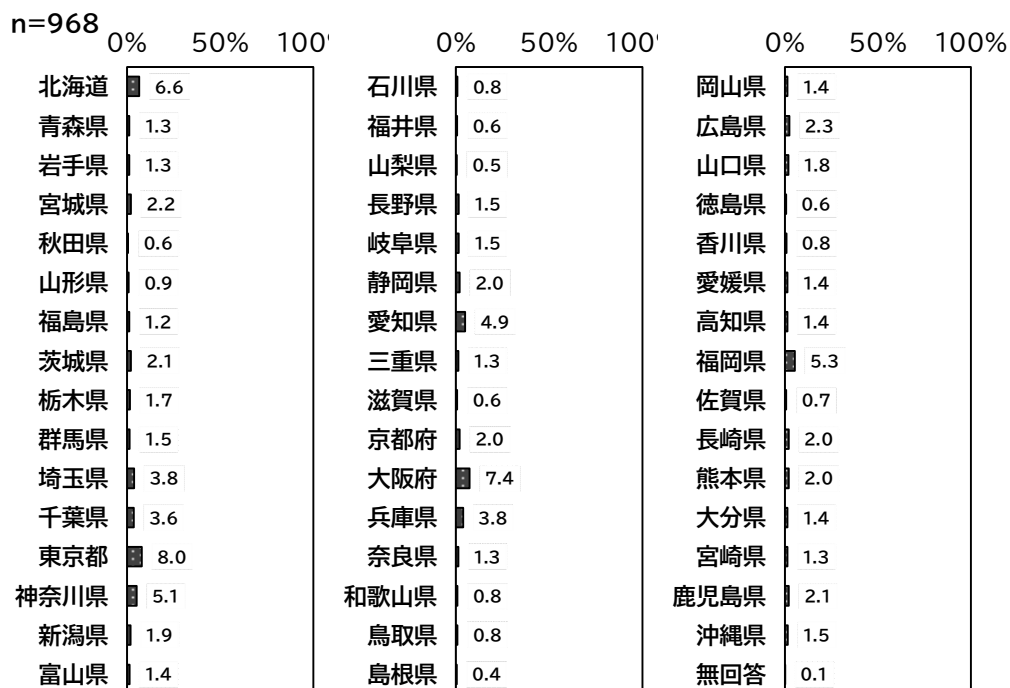 n=968
0% 50% 100%
北海道 6.6
青森県 1.3
岩手県 1.3
宮城県 2.2
秋田県 0.6
山形県 0.9
福島県 1.2
茨城県 2.1
栃木県 1.7
群馬県 1.5
埼玉県 3.8
千葉県 3.6
東京都 8.0
神奈川県 5.1
新潟県 1.9
富山県 1.4
0% 50% 100%
石川県 0.8
福井県 0.6
山梨県 0.5
長野県 1.5
岐阜県 1.5
静岡県 2.0
愛知県 4.9
三重県 1.3
滋賀県 0.6
京都府 2.0
大阪府 7.4
兵庫県 3.8
奈良県 1.3
和歌山県 0.8
鳥取県 0.8
島根県 0.4
0% 50% 100%
岡山県 1.4
広島県 2.3
山口県 1.8
徳島県 0.6
香川県 0.8
愛媛県 1.4
高知県 1.4
福岡県 5.3
佐賀県 0.7
長崎県 2.0
熊本県 2.0
大分県 1.4
宮崎県 1.3
鹿児島県 2.1
沖縄県 1.5
無回答 0.1